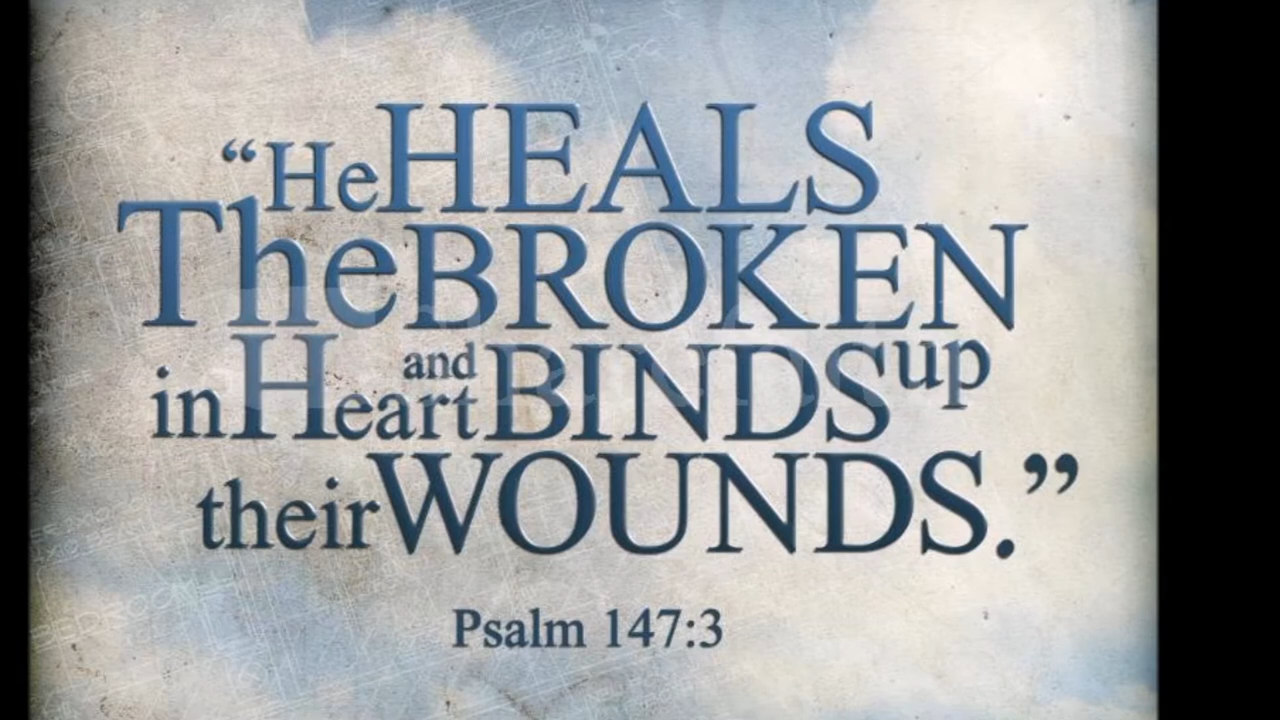 “He HEALS
The BROKEN
in Heart and BINDS up
their WOUNDS.”
Psalm 147:3